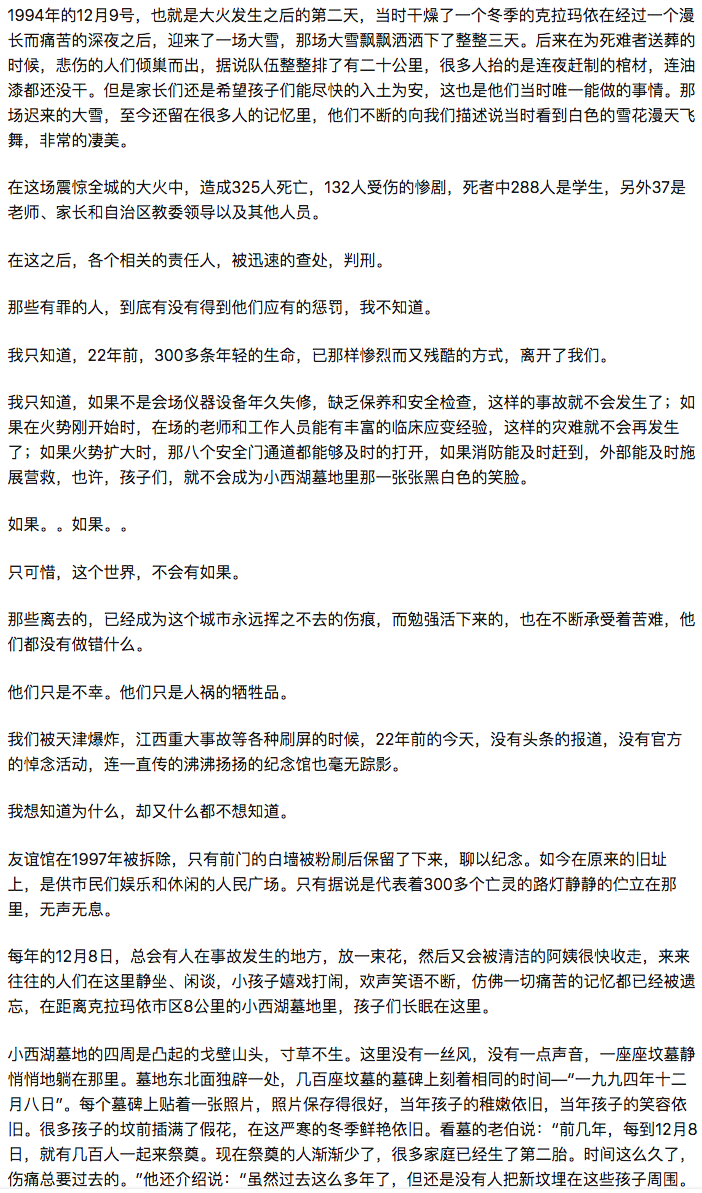 1994年的12月9号，也就是大火发生之后的第二天，当时干燥了一个冬季的克拉玛依在经过一个漫
长而痛苦的深夜之后，迎来了一场大雪，那场大雪飘飘洒洒下了整整三天。后来在为死难者送葬的
时候，悲伤的人们倾巢而出，据说队伍整整排了有二十公里，很多人抬的是连夜赶制的棺材，连油
漆都还没干。但是家长们还是希望孩子们能尽快的入土为安，这也是他们当时唯一能做的事情。那
场迟来的大雪，至今还留在很多人的记忆里，他们不断的向我们描述说当时看到白色的雪花漫天飞
舞，非常的凄美。
在这场震惊全城的大火中，造成325人死亡，132人受伤的惨剧，死者中288人是学生，另外37是
老师、家长和自治区教委领导以及其他人员。
在这之后，各个相关的责任人，被迅速的查处，判刑。
那些有罪的人，到底有没有得到他们应有的惩罚，我不知道。
我只知道，22年前，300多条年轻的生命，已那样惨烈而又残酷的方式，离开了我们。
我只知道，如果不是会场仪器设备年久失修，缺乏保养和安全检查，这样的事故就不会发生了；如
果在火势刚开始时，在场的老师和工作人员能有丰富的临床应变经验，这样的灾难就不会再发生
了；如果火势扩大时，那八个安全门通道都能够及时的打开，如果消防能及时赶到，外部能及时施
展营救，也许，孩子们，就不会成为小西湖墓地里那一张张黑白色的笑脸。
如果。。如果。。
只可惜，这个世界，不会有如果。
那些离去的，已经成为这个城市永远挥之不去的伤痕，而勉强活下来的，也在不断承受着苦难，他
们都没有做错什么。
他们只是不幸。他们只是人祸的牺牲品。
我们被天津爆炸，江西重大事故等各种刷屏的时候，22年前的今天，没有头条的报道，没有官方
的悼念活动，连一直传的沸沸扬扬的纪念馆也毫无踪影。
我想知道为什么，却又什么都不想知道。
友谊馆在1997年被拆除，只有前门的白墙被粉刷后保留了下来，聊以纪念。如今在原来的旧址
上，是供市民们娱乐和休闲的人民广场。只有据说是代表着300多个亡灵的路灯静静的伫立在那
里，无声无息。
每年的12月8日，总会有人在事故发生的地方，放一束花，然后又会被清洁的阿姨很快收走，来来
往往的人们在这里静坐、闲谈，小孩子嬉戏打闹，欢声笑语不断，仿佛一切痛苦的记忆都已经被遗
忘，在距离克拉玛依市区8公里的小西湖墓地里，孩子们长眠在这里。
小西湖墓地的四周是凸起的戈壁山头，寸草不生。这里没有一丝风，没有一点声音，一座座坟墓静
悄悄地躺在那里。墓地东北面独辟一处，几百座坟墓的墓碑上刻着相同的时间—“一九九四年十二
月八日”。每个墓碑上贴着一张照片，照片保存得很好，当年孩子的稚嫩依旧，当年孩子的笑容依
旧。很多孩子的坟前插满了假花，在这严寒的冬季鲜艳依旧。看墓的老伯说：“前几年，每到12月8
日，就有几百人一起来祭奠。现在祭奠的人渐渐少了，很多家庭已经生了第二胎。时间这么久了，
伤痛总要过去的。”他还介绍说：“虽然过去这么多年了，但还是没有人把新坟埋在这些孩子周围。